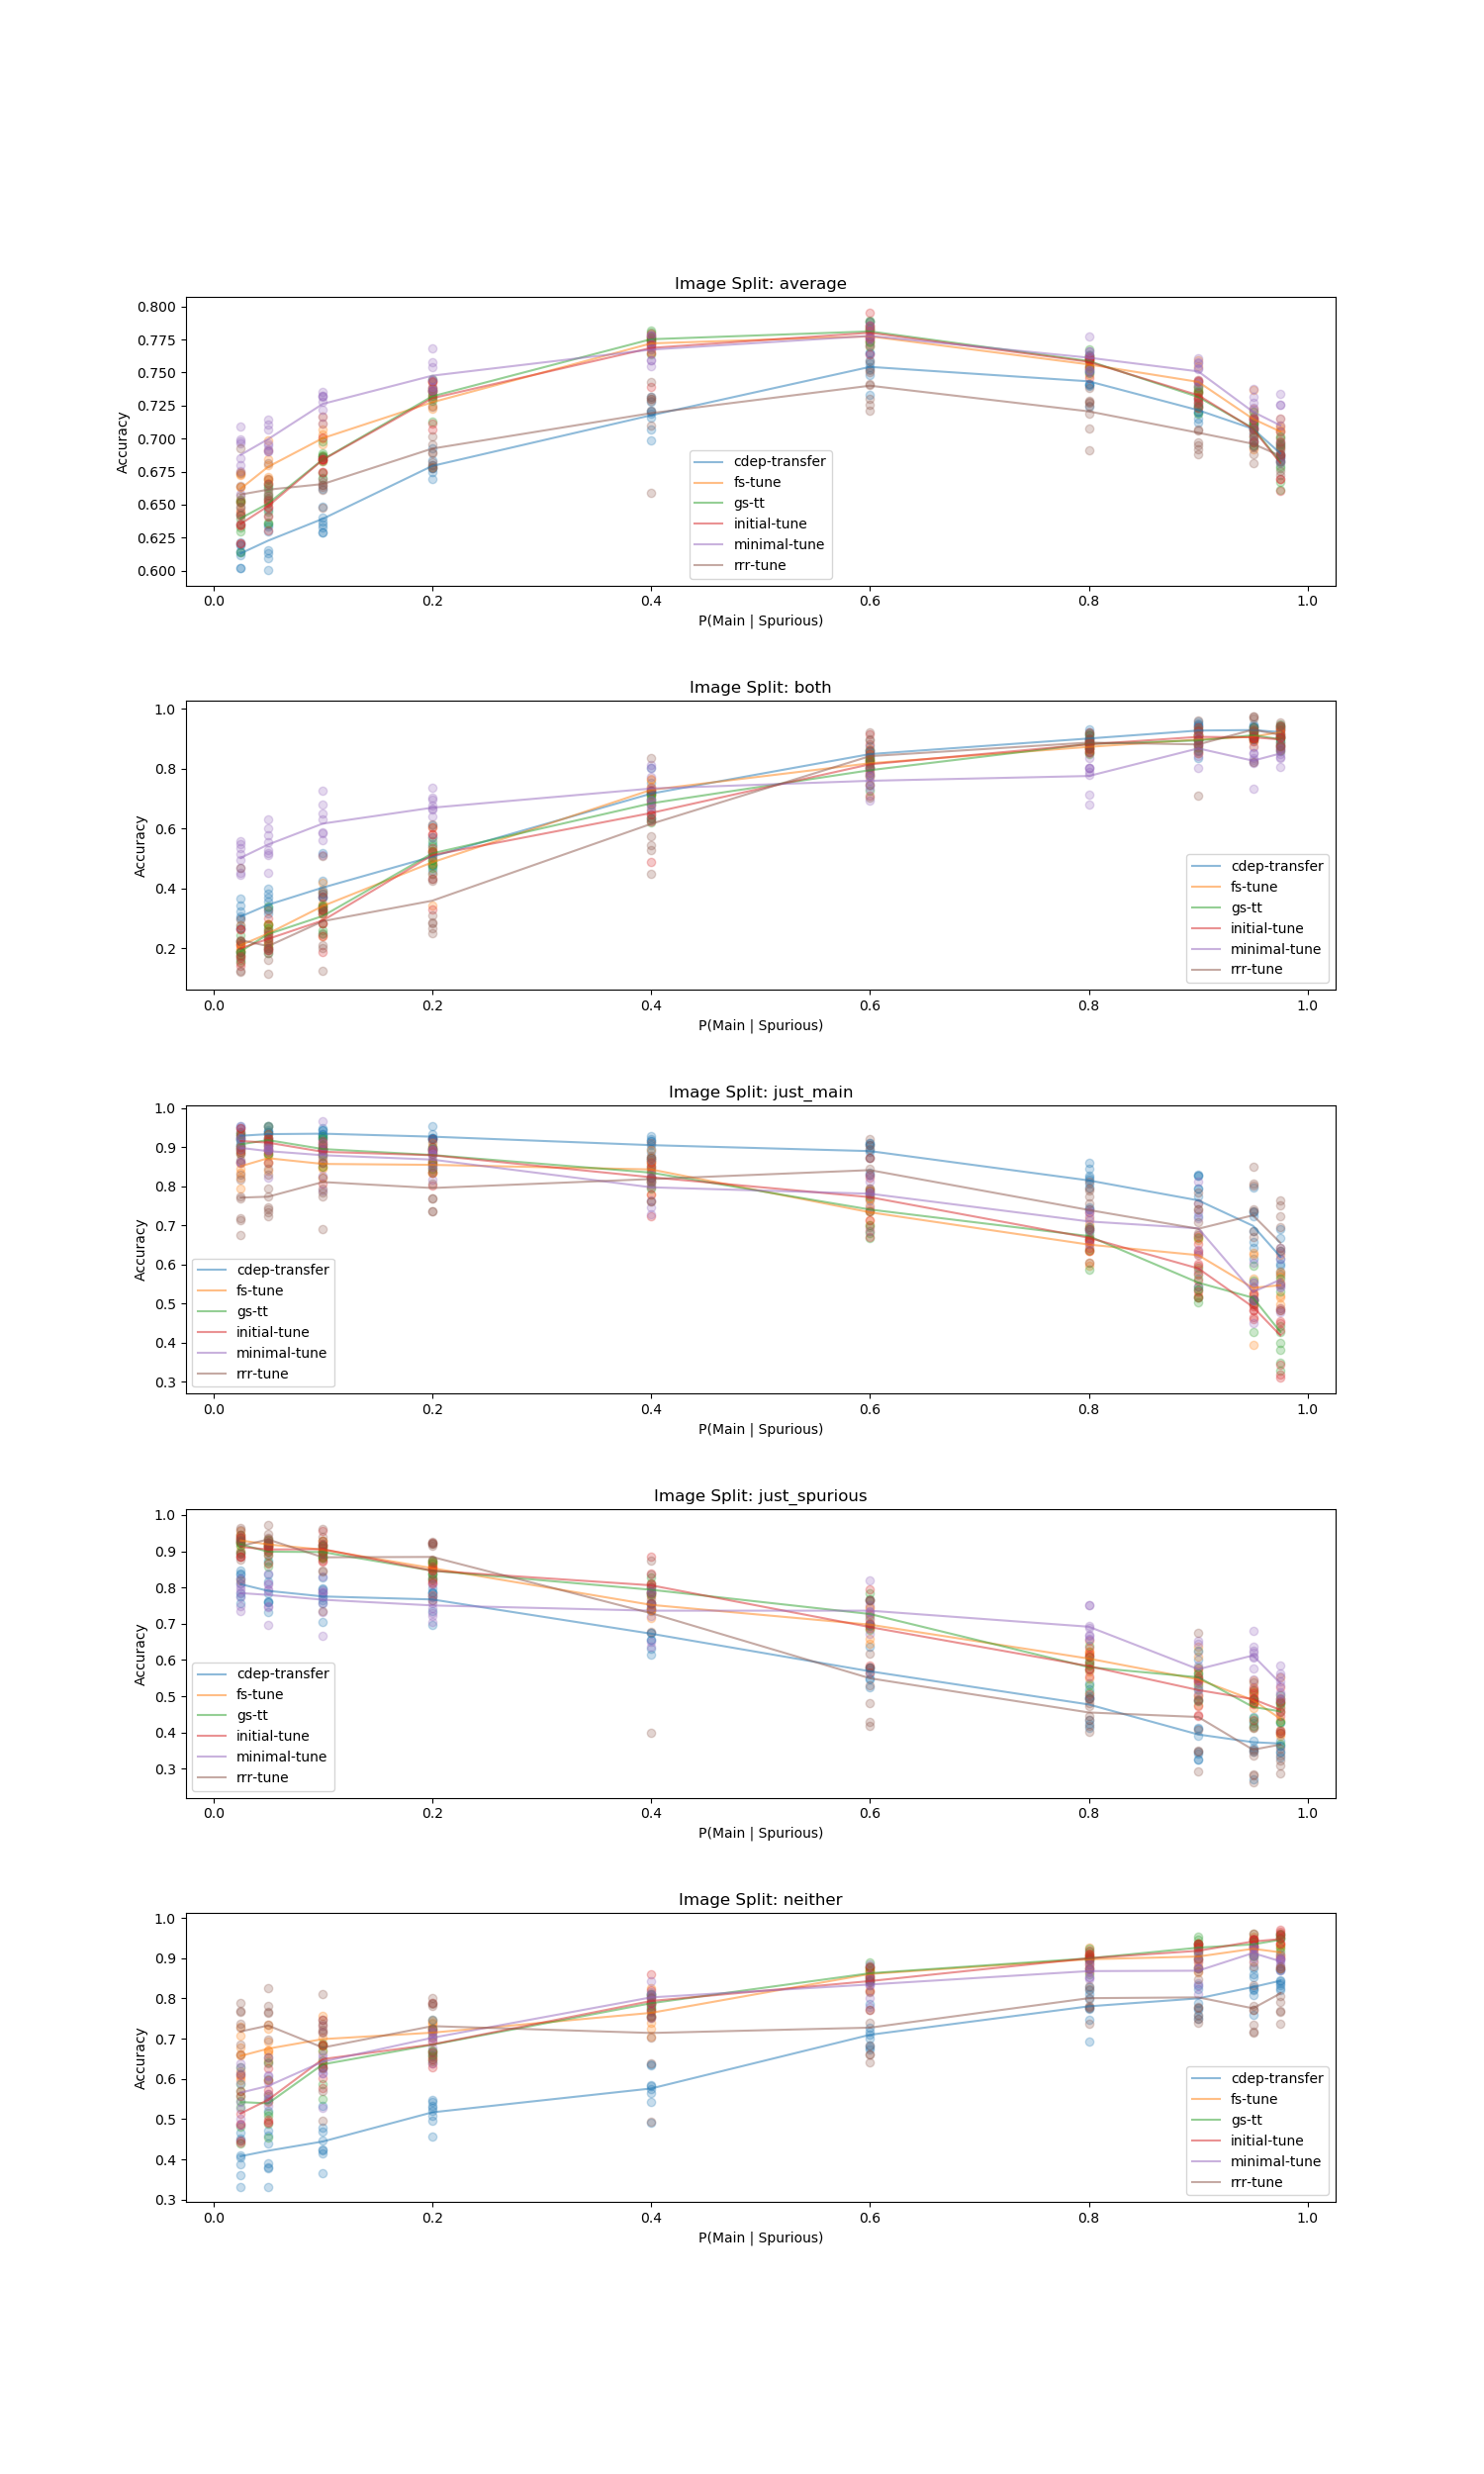 Image Split: average
0.800
0.775
0.750
0.725
0.700
0.675
0.650
0.625
0.600
Accuracy
cdep-transfer
fs-tune
gs-tt
initial-tune
minimal-tune
rrr-tune
0.0 0.2 0.4 0.6 0.8 1.0
P(Main | Spurious)
Image Split: both
1.0
0.8
0.6
0.4
0.2
Accuracy
cdep-transfer
fs-tune
gs-tt
initial-tune
minimal-tune
rrr-tune
0.0 0.2 0.4 0.6 0.8 1.0
P(Main | Spurious)
Image Split: just_main
1.0
0.9
0.8
0.7
0.6
0.5
0.4
0.3
Accuracy
cdep-transfer
fs-tune
gs-tt
initial-tune
minimal-tune
rrr-tune
0.0 0.2 0.4 0.6 0.8 1.0
P(Main | Spurious)
Image Split: just_spurious
1.0
0.9
0.8
0.7
0.6
0.5
0.4
0.3
Accuracy
cdep-transfer
fs-tune
gs-tt
initial-tune
minimal-tune
rrr-tune
0.0 0.2 0.4 0.6 0.8 1.0
P(Main | Spurious)
Image Split: neither
1.0
0.9
0.8
0.7
0.6
0.5
0.4
0.3
Accuracy
cdep-transfer
fs-tune
gs-tt
initial-tune
minimal-tune
rrr-tune
0.0 0.2 0.4 0.6 0.8 1.0
P(Main | Spurious)